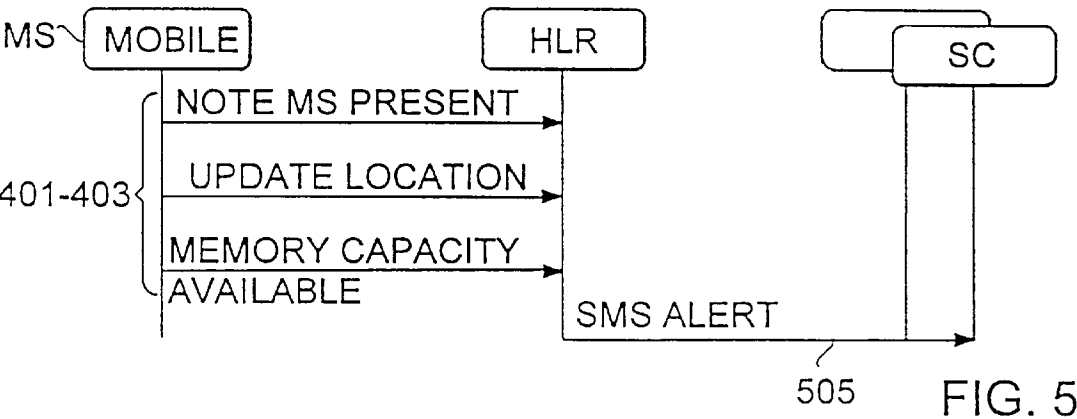 MS
MOBILE
HLR
SC
NOTE MS PRESENT
UPDATE LOCATION
401-403
MEMORY CAPACITY
AVAILABLE
SMS ALERT
505
FIG. 5